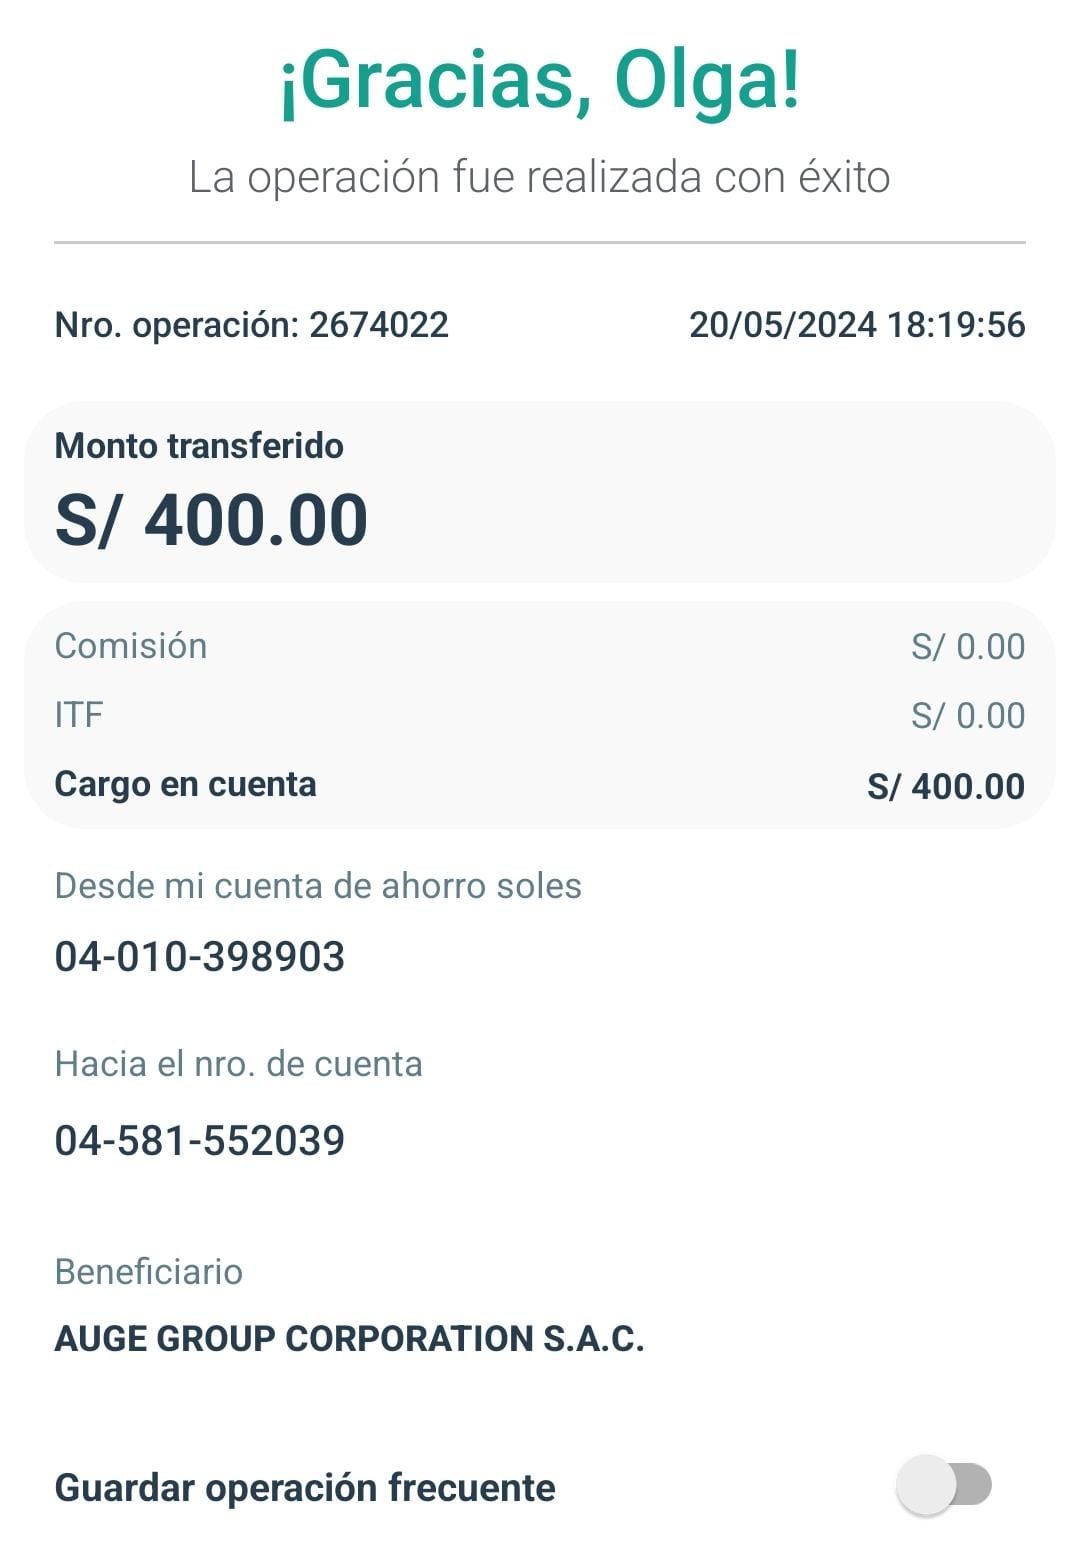 ¡Gracias, Olga!
La operación fue realizada con éxito
Nro. operación: 2674022 20/05/2024 18:19:56
Monto transferido
S/ 400.00
Comisión S/ 0.00
ITF S/ 0.00
Cargo en cuenta S/ 400.00
Desde mi cuenta de ahorro soles
04-010-398903
Hacia el nro. de cuenta
04-581-552039
Beneficiario
AUGE GROUP CORPORATION S.A.C.
Guardar operación frecuente